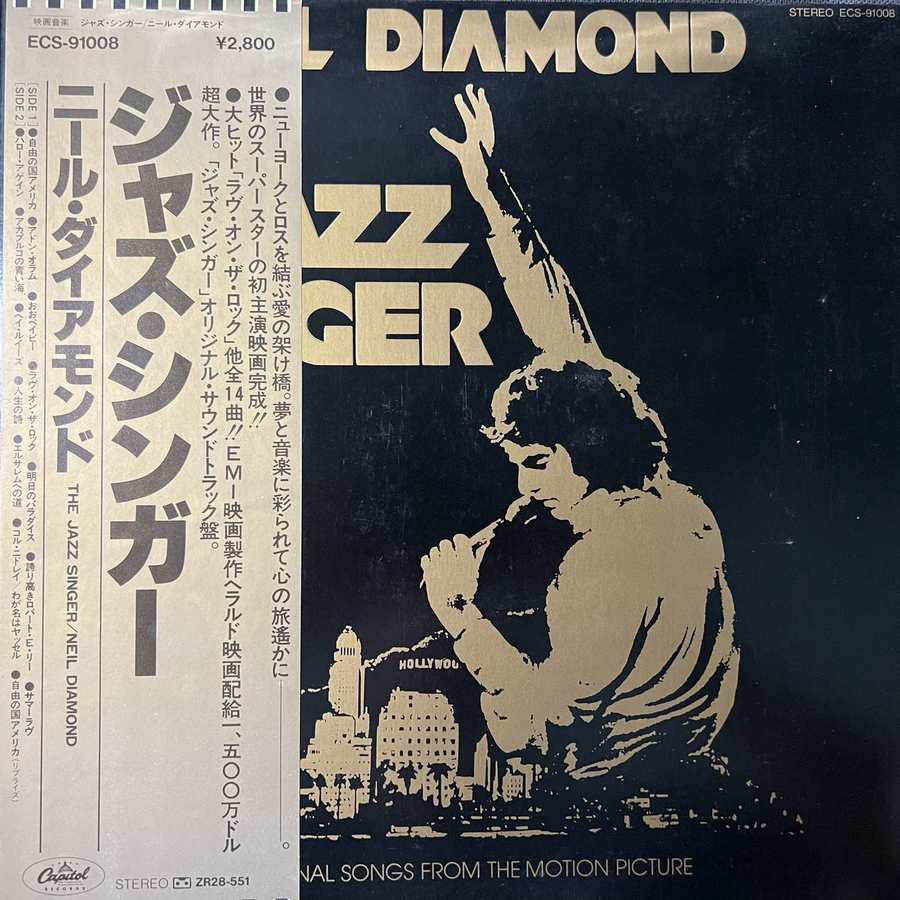 映画音楽 ジャズ・シンガー/ニール・ダイアモンド
ECS-91008 ¥2,800
●ニューヨークとロスを結ぶ愛の架け橋。夢と音楽に彩られて心の旅遙かに——。
世界のスーパースターの初主演映画完成!!
●大ヒット「ラヴ・オン・ザ・ロック」他全14曲!! EMI映画製作ヘラルド映画配給一、五〇〇万ドル
超大作。「ジャズ・シンガー」オリジナル・サウンドトラック盤。
ジャズ・シンガー
ニール・ダイアモンド THE JAZZ SINGER/NEIL DIAMOND
[SIDE 1] ●自由の国アメリカ ●アドン・オラム ●おおベイビー ●ラヴ・オン・ザ・ロック ●明日のパラダイス ●誇り高きロバート・E・リー ●サマーラヴ
[SIDE 2] ●ハロー・アゲイン ●アカプルコの青い海 ●ヘイ・ルイーズ ●人生の詩 ●エルサレムへの道 ●コル・ニドレイ/わが名はヤッセル ●自由の国アメリカ(リプライズ)
Capitol
RECORDS
STEREO ZR28-551
STEREO ECS-91008
L DIAMOND
AZZ
GER
HOLLYWOO
NAL SONGS FROM THE MOTION PICTURE